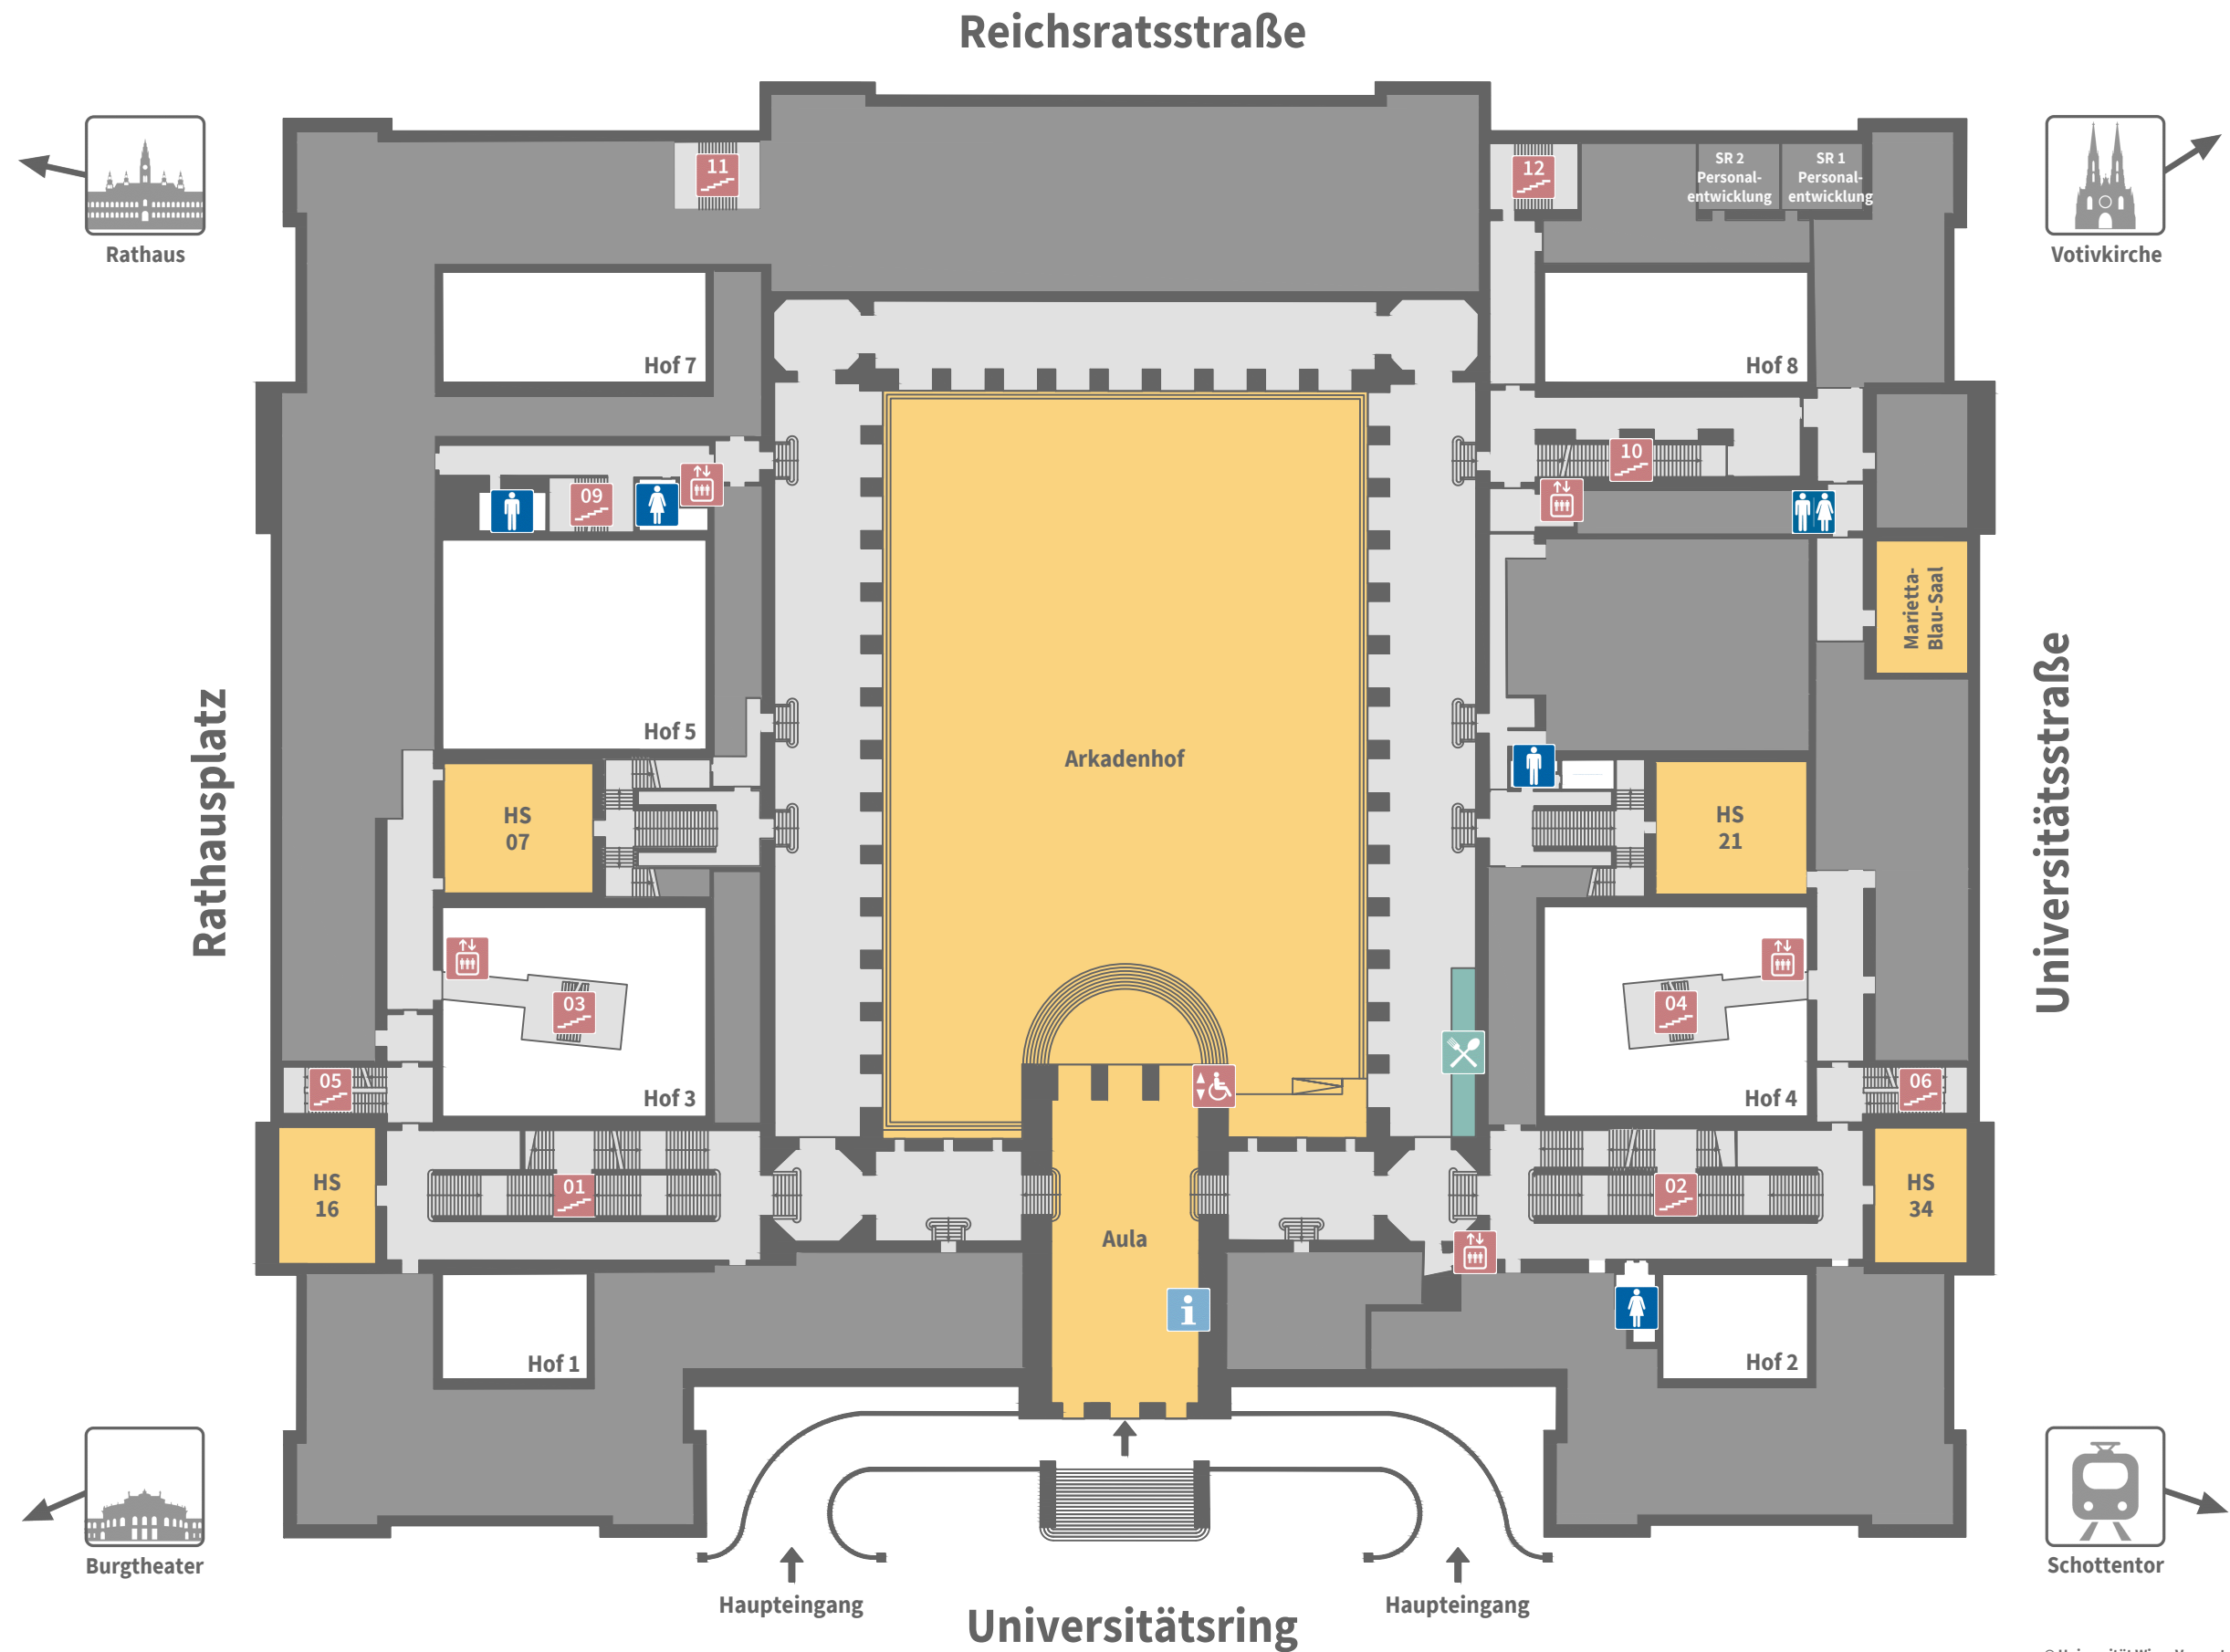 Reichsratsstraße
Rathaus
11
12
SR 2
Personal-
entwicklung
SR 1
Personal-
entwicklung
Votivkirche
Hof 7
Hof 8
10
09
Marietta-
Blau-Saal
Rathausplatz
Universitätsstraße
Hof 5
Arkadenhof
HS
07
HS
21
03
04
05
06
Hof 3
Hof 4
HS
16
01
02
HS
34
Aula
i
Hof 1
Hof 2
Burgtheater
Schottentor
Haupteingang
Haupteingang
Universitätsring